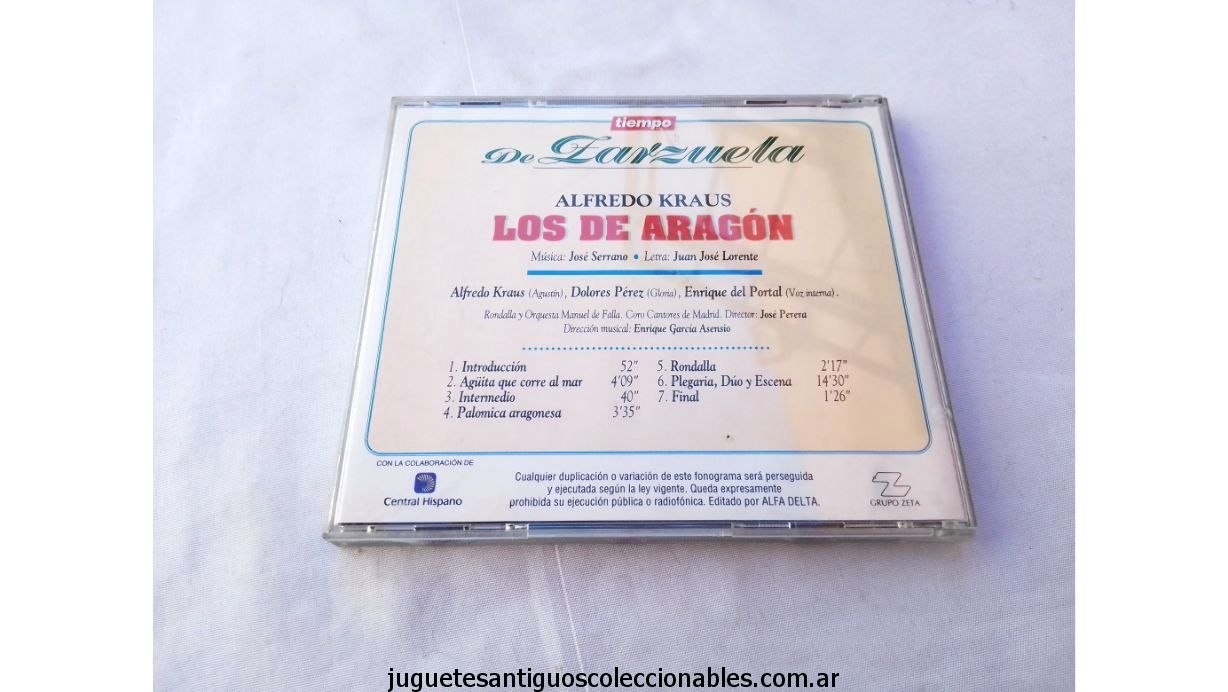 tiempo
De Zarzuela
ALFREDO KRAUS
LOS DE ARAGÓN
Música: José Serrano • Letra: Juan José Lorente
Alfredo Kraus (Agustín), Dolores Pérez (Gloria), Enrique del Portal (Voz interna).
Rondalla y Orquesta Manuel de Falla. Coro Cantores de Madrid. Director: José Perera
Dirección musical: Enrique García Asensio
1. Introducción 52"
2. Agüita que corre al mar 4'09"
3. Intermedio 40"
4. Palomica aragonesa 3'35"
5. Rondalla 2'17"
6. Plegaria, Dúo y Escena 14'30"
7. Final 1'26"
CON LA COLABORACIÓN DE
Central Hispano
Cualquier duplicación o variación de este fonograma será perseguida
y ejecutada según la ley vigente. Queda expresamente
prohibida su ejecución pública o radiofónica. Editado por ALFA DELTA.
GRUPO ZETA
juguetesantiguoscoleccionables.com.ar